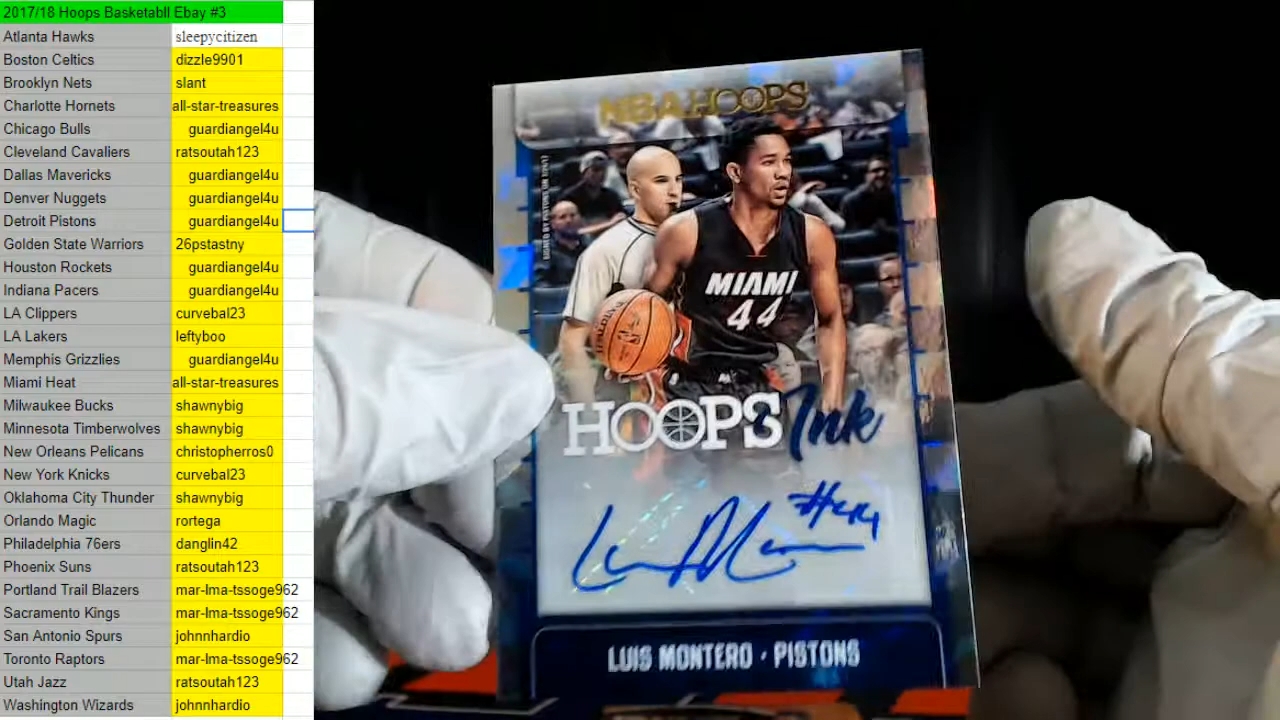 2017/18 Hoops Basketabll Ebay #3
Atlanta Hawks sleepycitizen
Boston Celtics dizzle9901
Brooklyn Nets slant
Charlotte Hornets all-star-treasures
Chicago Bulls guardiangel4u
Cleveland Cavaliers ratsoutah123
Dallas Mavericks guardiangel4u
Denver Nuggets guardiangel4u
Detroit Pistons guardiangel4u
Golden State Warriors 26pstastny
Houston Rockets guardiangel4u
Indiana Pacers guardiangel4u
LA Clippers curvebal23
LA Lakers leftyboo
Memphis Grizzlies guardiangel4u
Miami Heat all-star-treasures
Milwaukee Bucks shawnybig
Minnesota Timberwolves shawnybig
New Orleans Pelicans christopherros0
New York Knicks curvebal23
Oklahoma City Thunder shawnybig
Orlando Magic rortega
Philadelphia 76ers danglin42
Phoenix Suns ratsoutah123
Portland Trail Blazers mar-lma-tssoge962
Sacramento Kings mar-lma-tssoge962
San Antonio Spurs johnnhardio
Toronto Raptors mar-lma-tssoge962
Utah Jazz ratsoutah123
Washington Wizards johnnhardio
NBA HOOPS
MIAMI
44
HOOPS Ink
#44
LUIS MONTERO · PISTONS